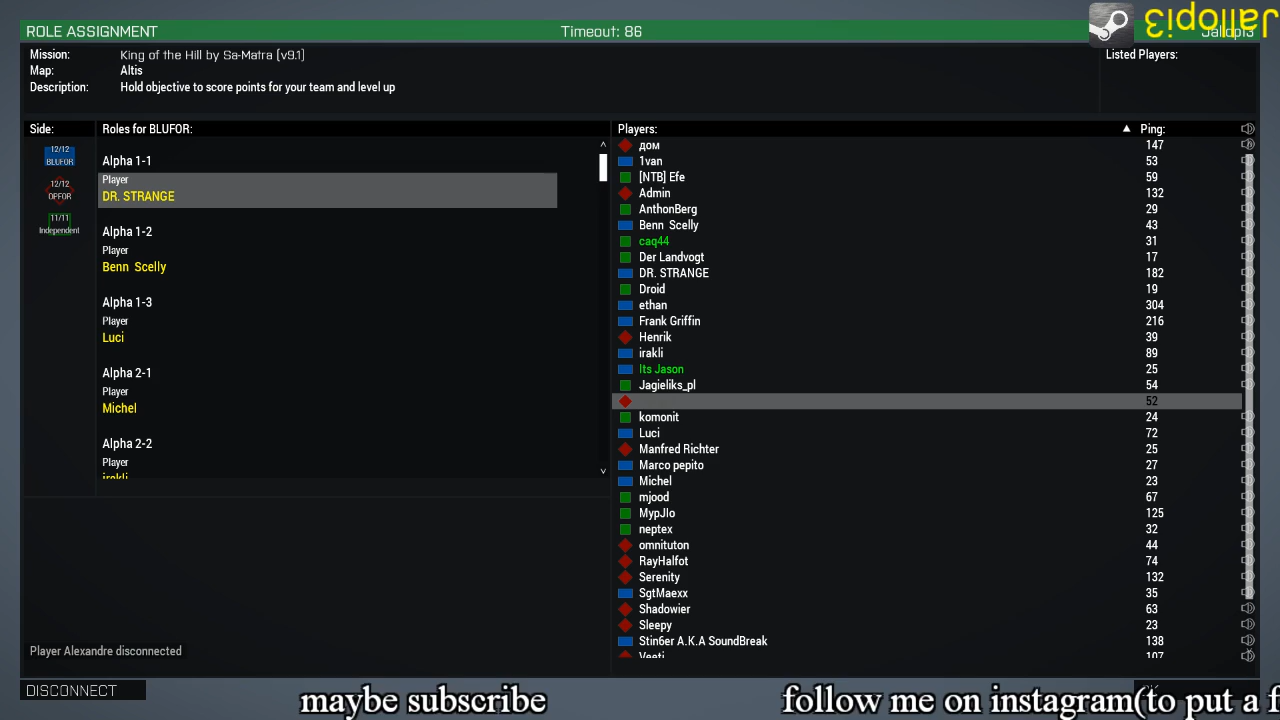 ROLE ASSIGNMENT
Timeout: 86
Jallopi3
Jallopi3
Mission: King of the Hill by Sa-Matra (v9.1)
Map: Altis
Description: Hold objective to score points for your team and level up
Listed Players:
Side:
12/12
BLUFOR
12/12
OPFOR
11/11
Independent
Roles for BLUFOR:
Alpha 1-1
Player
DR. STRANGE
Alpha 1-2
Player
Benn Scelly
Alpha 1-3
Player
Luci
Alpha 2-1
Player
Michel
Alpha 2-2
Player
irakli
Players: Ping:
дом 147
1van 53
[NTB] Efe 59
Admin 132
AnthonBerg 29
Benn Scelly 43
caq44 31
Der Landvogt 17
DR. STRANGE 182
Droid 19
ethan 304
Frank Griffin 216
Henrik 39
irakli 89
Its Jason 25
Jagieliks_pl 54
52
komonit 24
Luci 72
Manfred Richter 25
Marco pepito 27
Michel 23
mjood 67
MypJlo 125
neptex 32
omnituton 44
RayHalfot 74
Serenity 132
SgtMaexx 35
Shadowier 63
Sleepy 23
Stin6er A.K.A SoundBreak 138
Veeti 107
Player Alexandre disconnected
DISCONNECT
maybe subscribe
follow me on instagram(to put a f